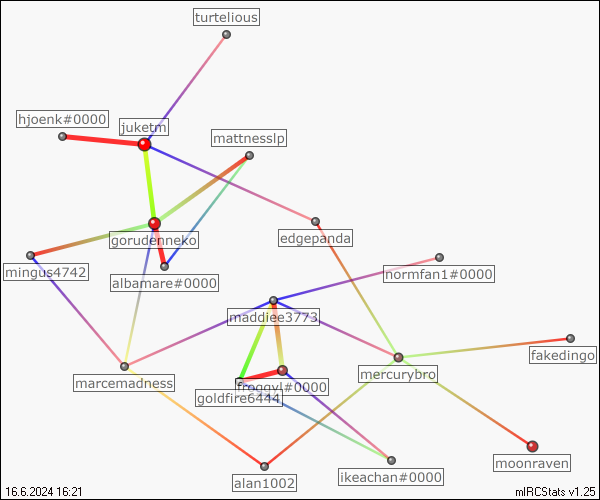 turtelious
hjoenk#0000
juketm
mattnesslp
gorudenneko
edgepanda
mingus4742
albamare#0000
normfan1#0000
maddiee3773
fakedingo
mercurybro
marcemadness
froggyl#0000
goldfire6444
moonraven
ikeachan#0000
alan1002
16.6.2024 16:21
mIRCStats v1.25